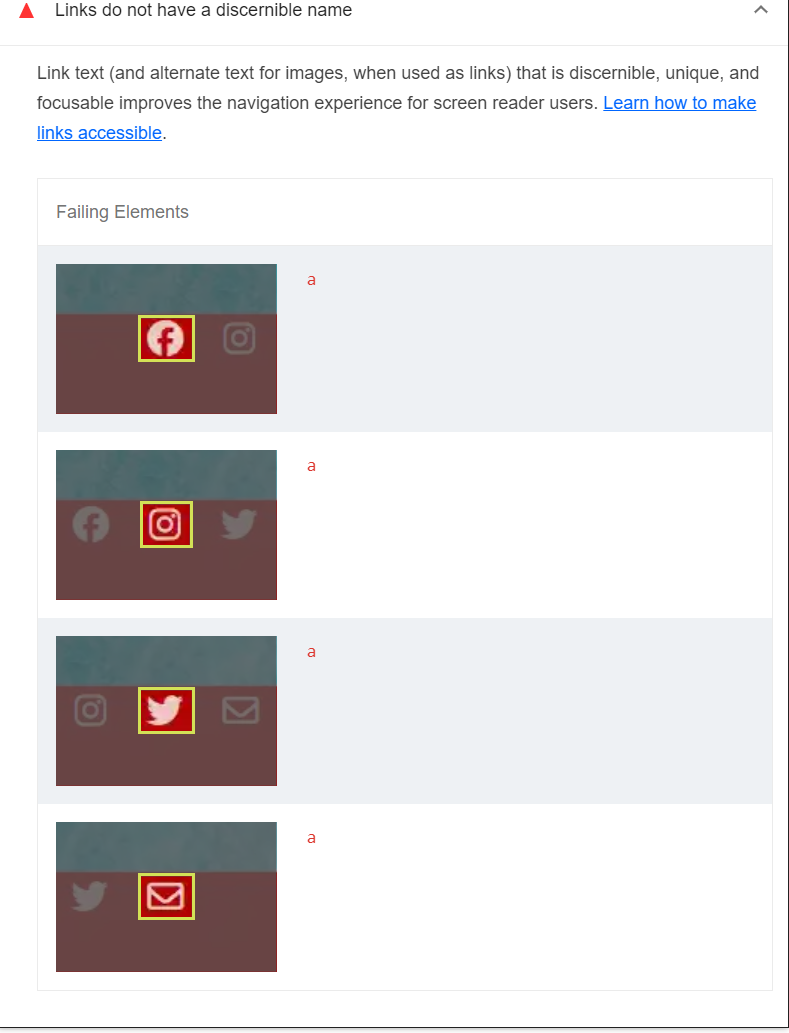 Links do not have a discernible name
Link text (and alternate text for images, when used as links) that is discernible, unique, and
focusable improves the navigation experience for screen reader users. Learn how to make
links accessible.
Failing Elements
a
a
a
a